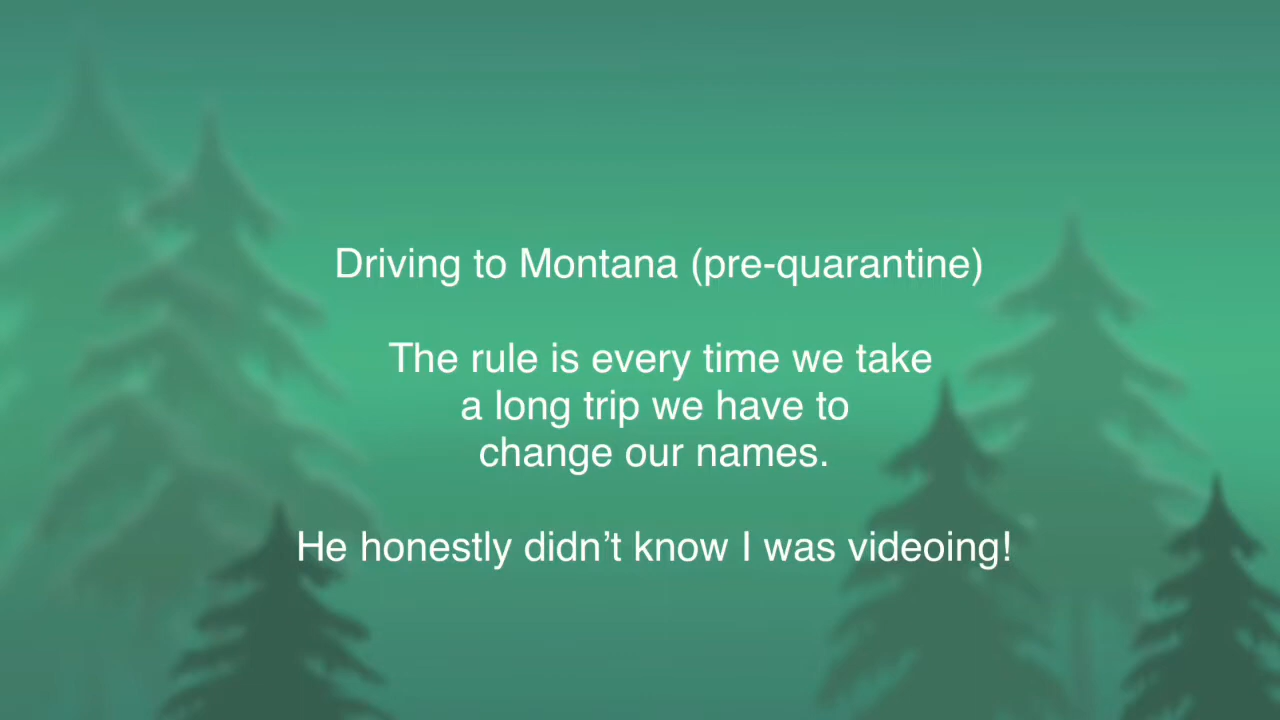 Driving to Montana (pre-quarantine)
The rule is every time we take
a long trip we have to
change our names.
He honestly didn’t know I was videoing!